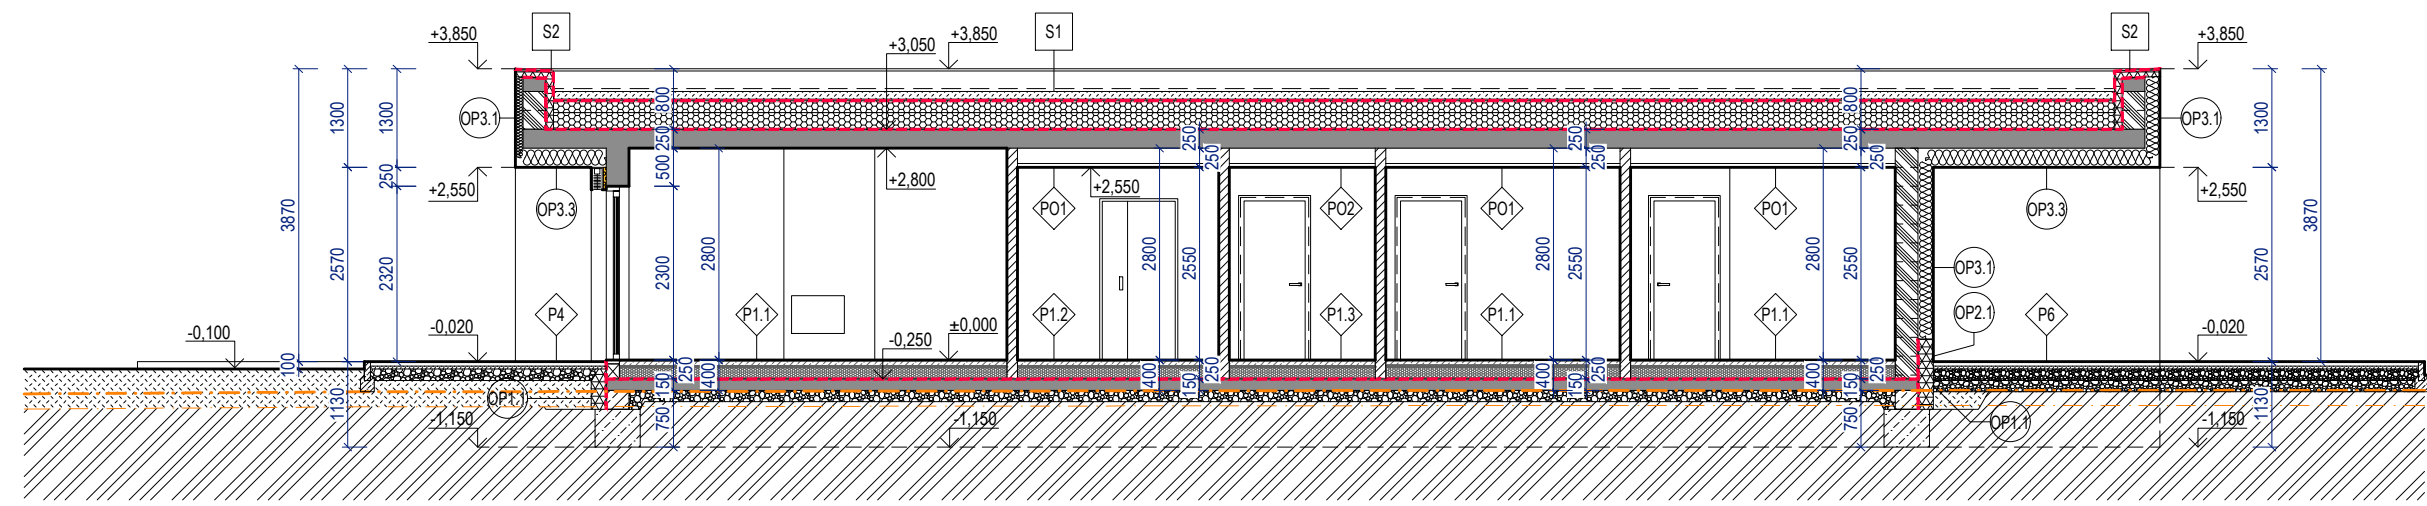 S2
S1
S2
+3,850
+3,050
+3,850
+3,850
1300
1300
800
800
1300
OP3.1
OP3.1
250
250
250
250
250
250
500
250
250
+2,550
+2,800
+2,550
+2,550
OP3.3
PO1
PO2
PO1
PO1
OP3.3
3870
2570
2320
2300
2800
2800
2550
2800
2550
2800
2550
2570
3870
OP3.1
OP2.1
P4
P1.1
P1.2
P1.3
P1.1
P1.1
P6
-0,100
-0,020
-0,250
±0,000
-0,020
100
250
150
400
400
150
250
400
150
250
400
150
250
OP1.1
OP1.1
1130
-1,150
750
-1,150
750
-1,150
1130